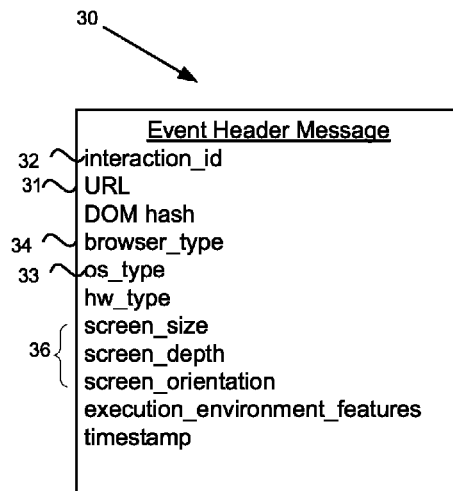 30
Event Header Message
32 interaction_id
31 URL
DOM hash
34 browser_type
33 os_type
hw_type
screen_size
36 screen_depth
screen_orientation
execution_environment_features
timestamp